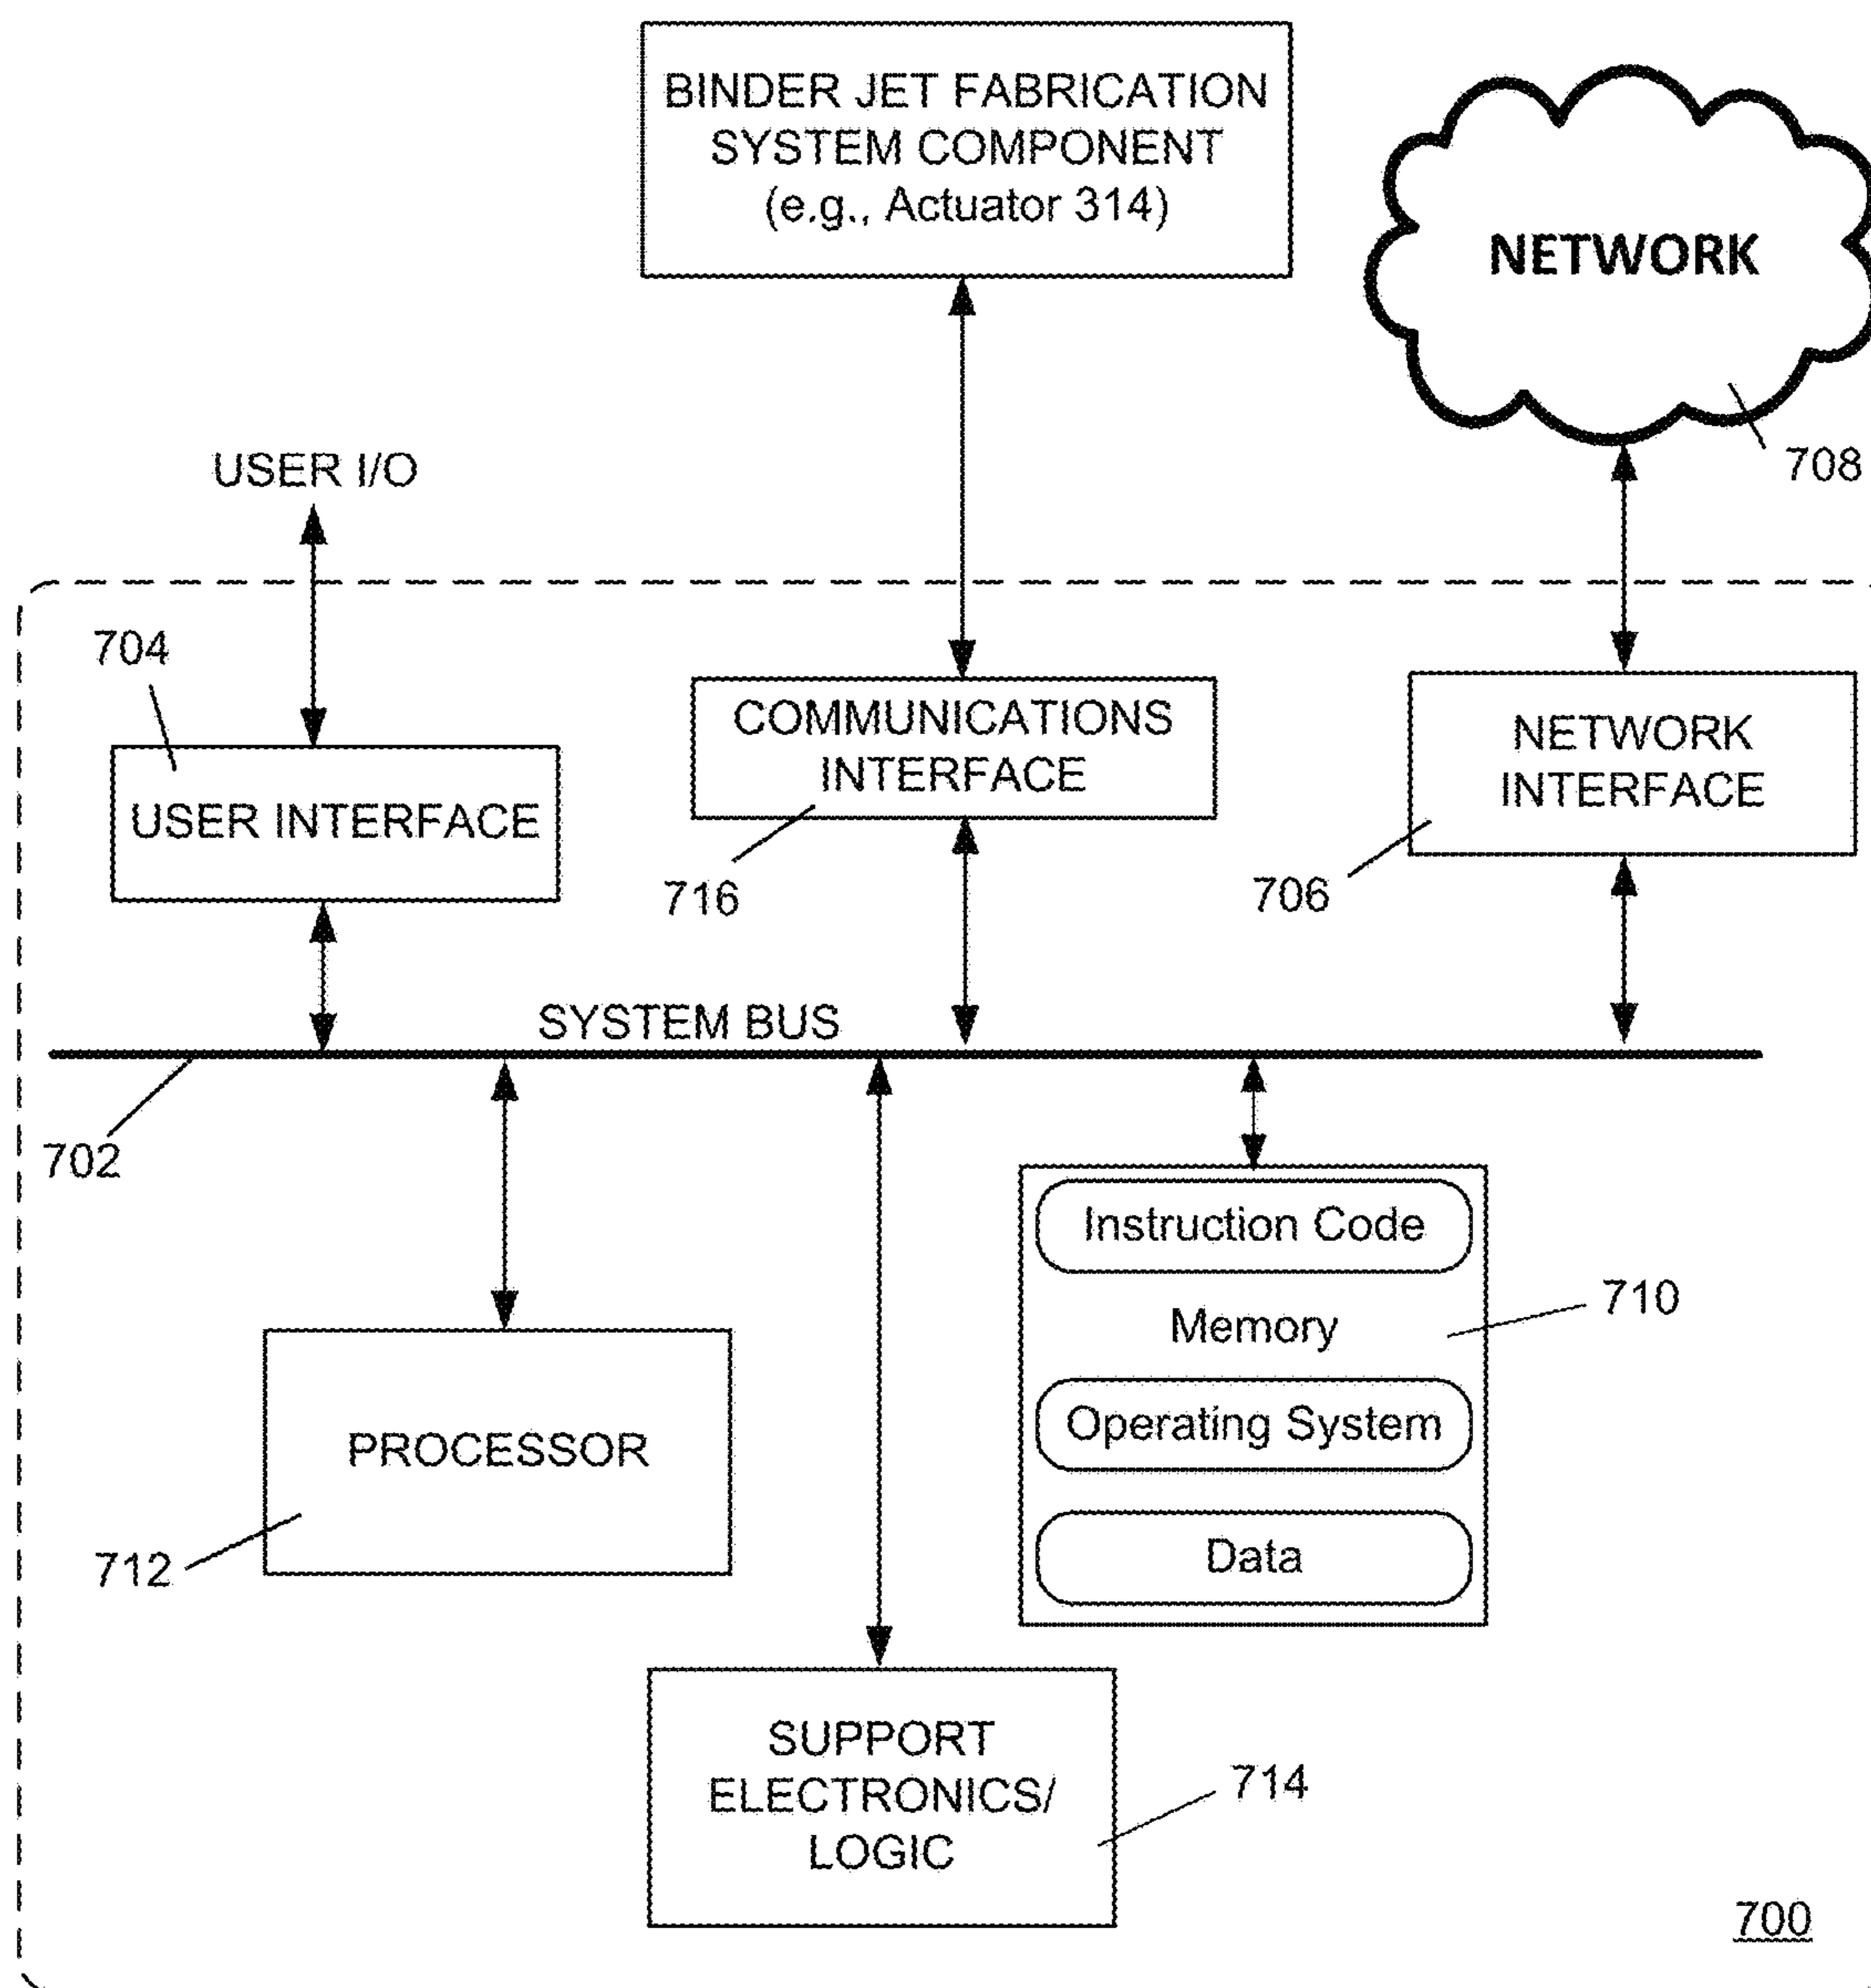 BINDER JET FABRICATION
SYSTEM COMPONENT
(e.g., Actuator 314)
NETWORK
708
USER I/O
704
USER INTERFACE
COMMUNICATIONS
INTERFACE
716
NETWORK
INTERFACE
706
SYSTEM BUS
702
Instruction Code
Memory
710
Operating System
Data
PROCESSOR
712
SUPPORT
ELECTRONICS/
LOGIC
714
700